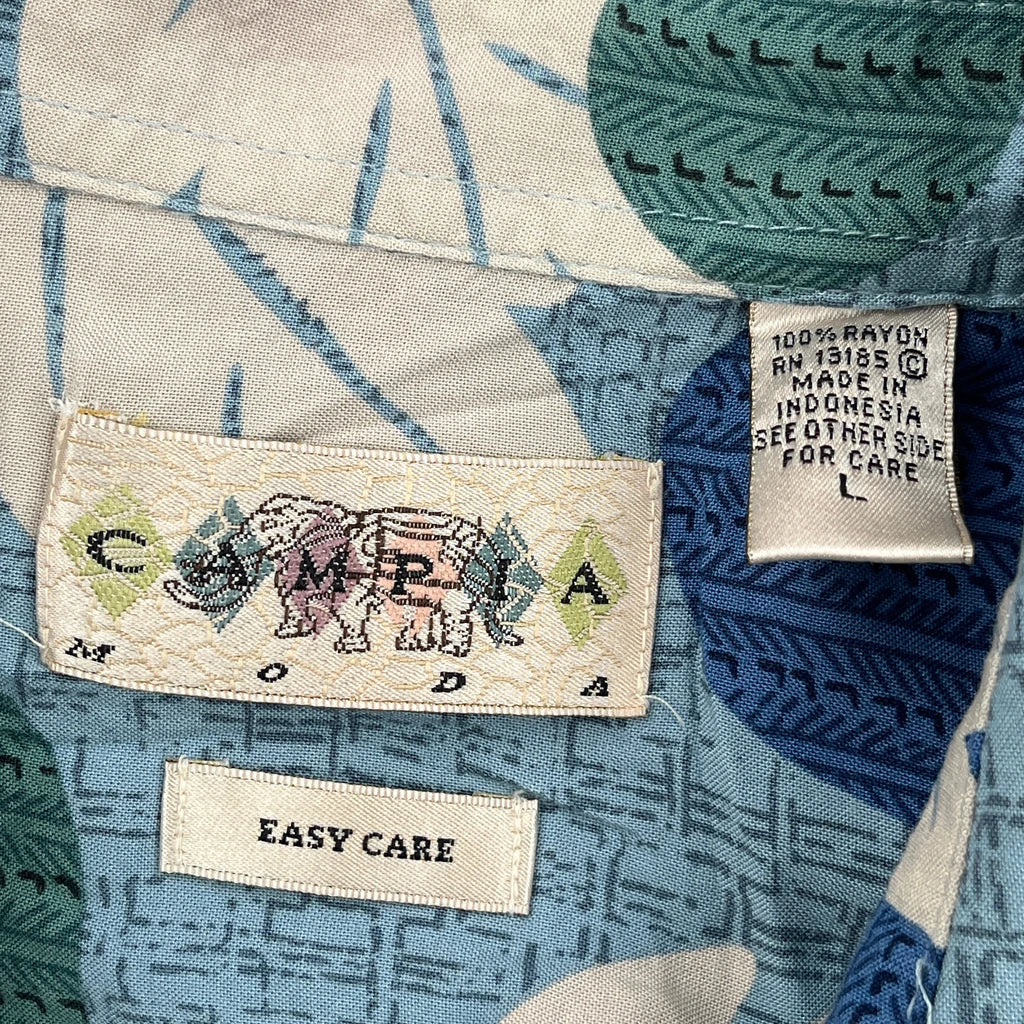 CAMPIA
MODA
EASY CARE
100% RAYON
RN 13185 ©
MADE IN
INDONESIA
SEE OTHER SIDE
FOR CARE
L